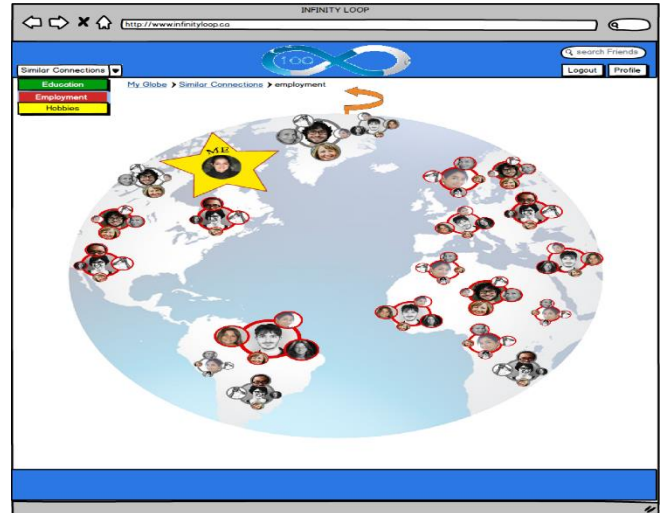 INFINITY LOOP
http://www.infinityloop.co
100
search Friends
Similar Connections
Logout
Profile
Education
Employment
Hobbies
My Globe > Similar Connections > employment
ME